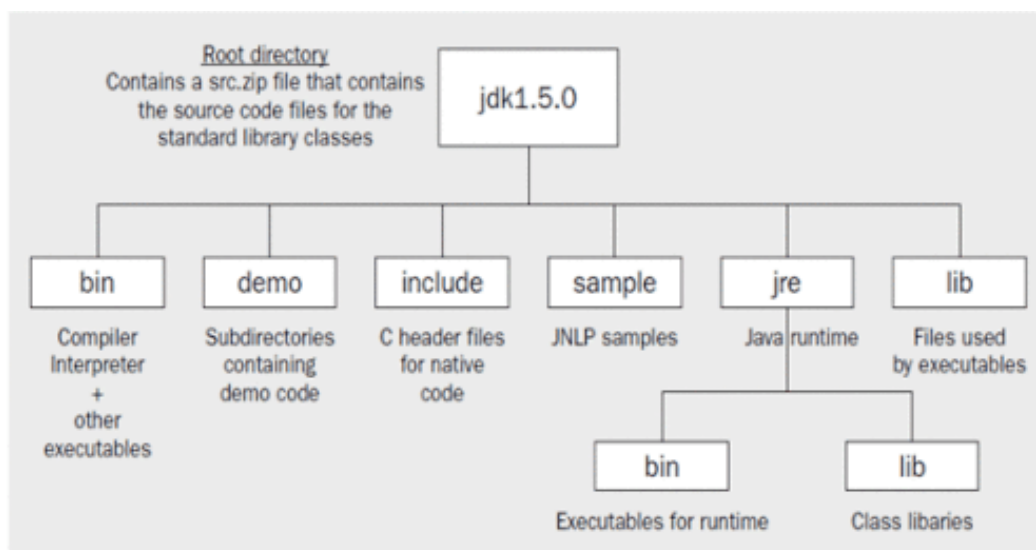 Root directory
Contains a src.zip file that contains
the source code files for the
standard library classes
jdk1.5.0
bin
demo
include
sample
jre
lib
Compiler
Interpreter
+
other
executables
Subdirectories
containing
demo code
C header files
for native
code
JNLP samples
Java runtime
Files used
by executables
bin
lib
Executables for runtime
Class libaries